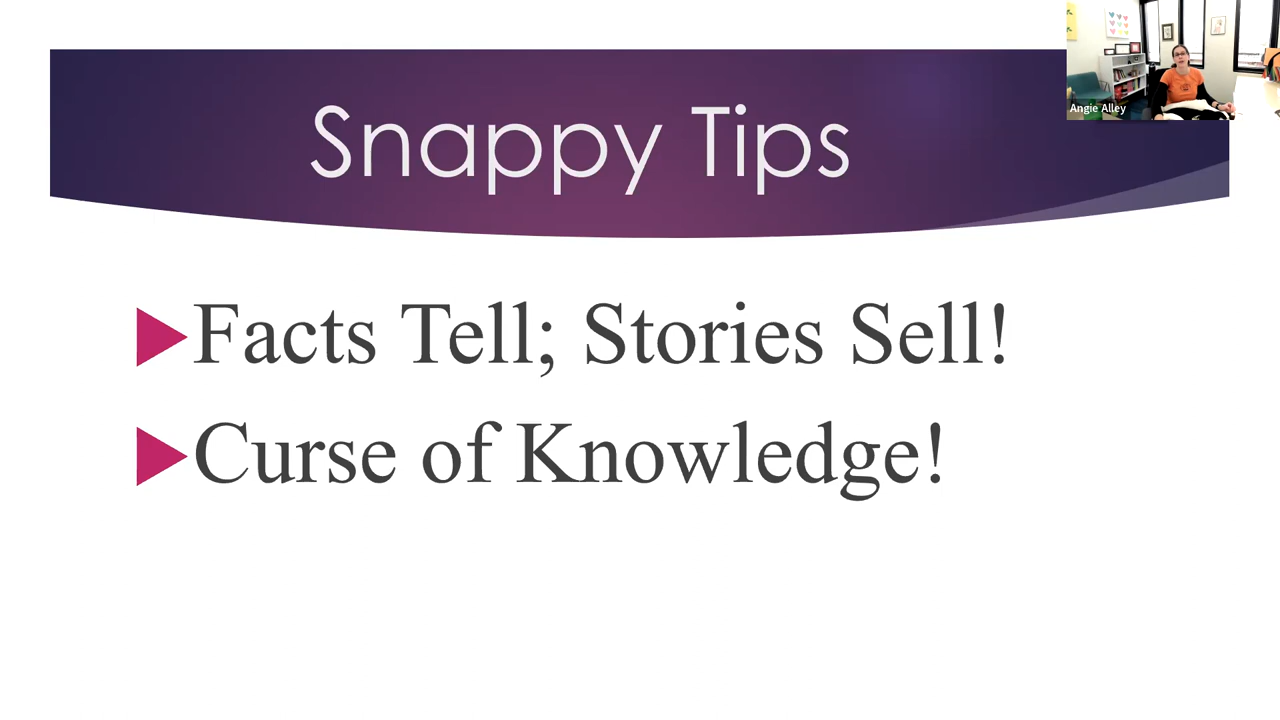 Snappy Tips
Angie Alley
Facts Tell; Stories Sell!
Curse of Knowledge!